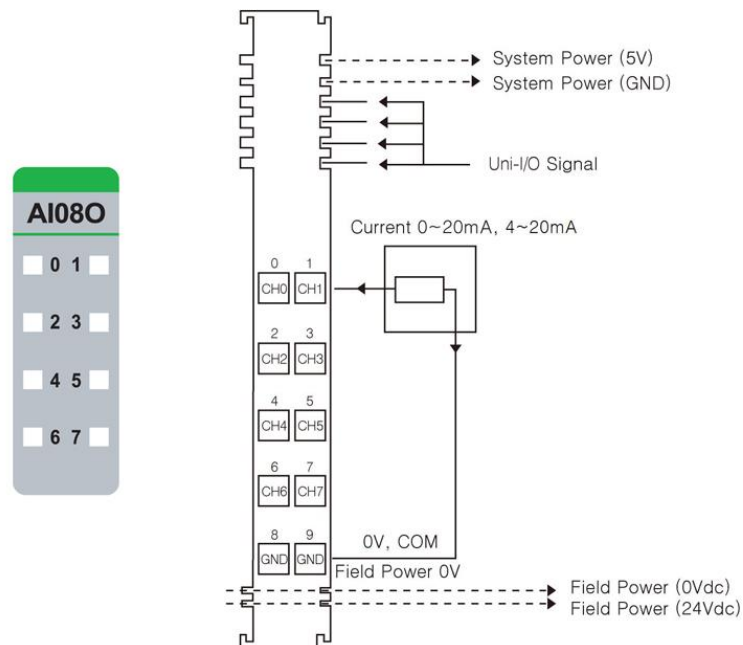 System Power (5V)
System Power (GND)
Uni-I/O Signal
AI08O
0 1
2 3
4 5
6 7
Current 0~20mA, 4~20mA
0 1
CH0 CH1
2 3
CH2 CH3
4 5
CH4 CH5
6 7
CH6 CH7
8 9
GND GND
0V, COM
Field Power 0V
Field Power (0Vdc)
Field Power (24Vdc)